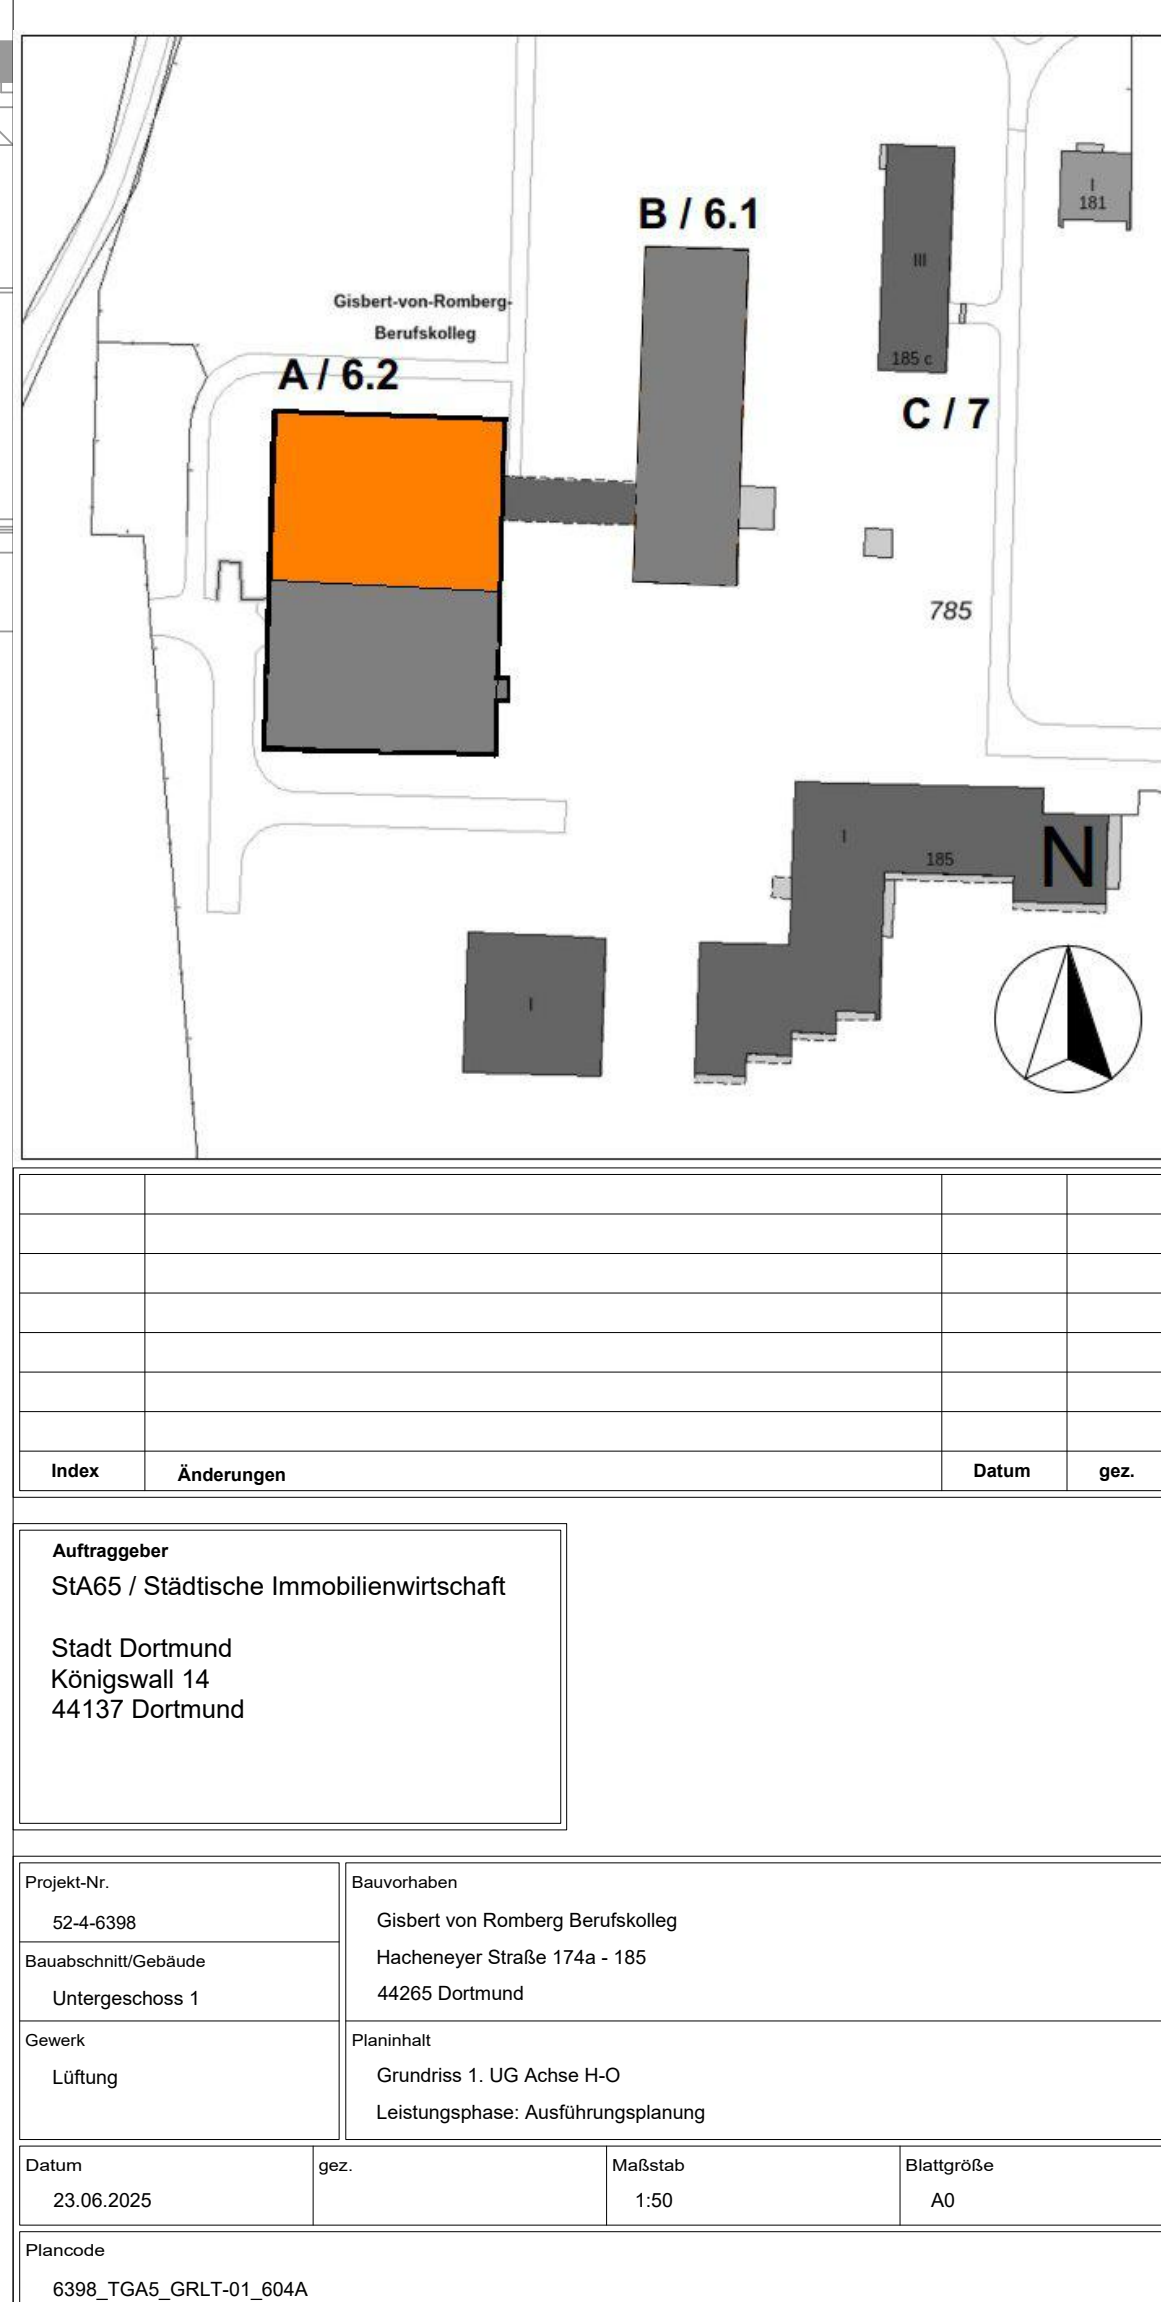 B / 6.1
I
181
III
Gisbert-von-Romberg-
Berufskolleg
185 c
A / 6.2
C / 7
785
I
185
N
I
Index Änderungen Datum gez.
Auftraggeber
StA65 / Städtische Immobilienwirtschaft
Stadt Dortmund
Königswall 14
44137 Dortmund
Projekt-Nr.
52-4-6398
Bauvorhaben
Gisbert von Romberg Berufskolleg
Hacheneyer Straße 174a - 185
44265 Dortmund
Bauabschnitt/Gebäude
Untergeschoss 1
Gewerk
Lüftung
Planinhalt
Grundriss 1. UG Achse H-O
Leistungsphase: Ausführungsplanung
Datum
23.06.2025
gez.
Maßstab
1:50
Blattgröße
A0
Plancode
6398_TGA5_GRLT-01_604A